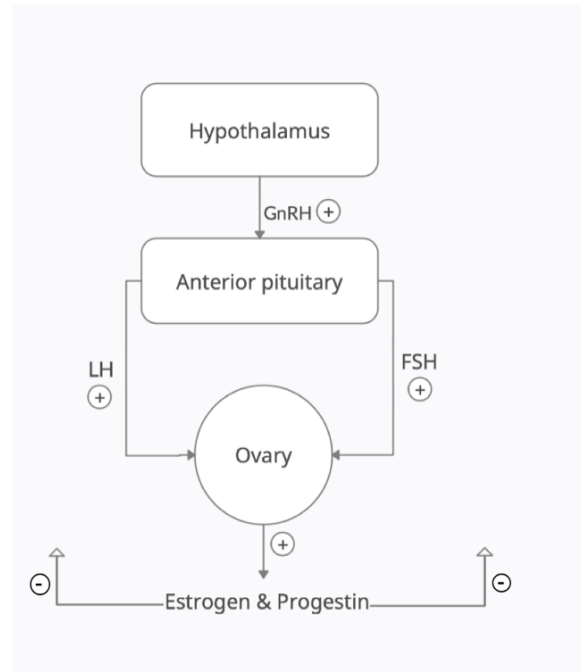 Hypothalamus
GnRH +
Anterior pituitary
LH
+
FSH
+
Ovary
+
-
Estrogen & Progestin
-